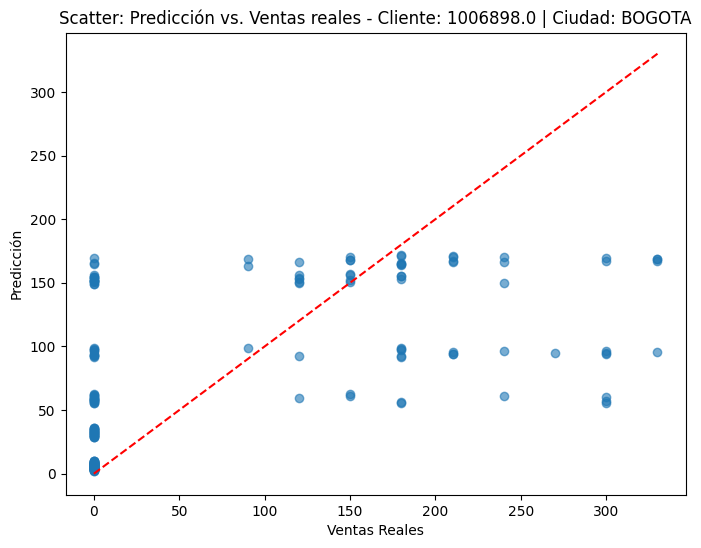 Scatter: Predicción vs. Ventas reales - Cliente: 1006898.0 | Ciudad: BOGOTA
300
250
200
150
100
50
0
Predicción
0 50 100 150 200 250 300
Ventas Reales